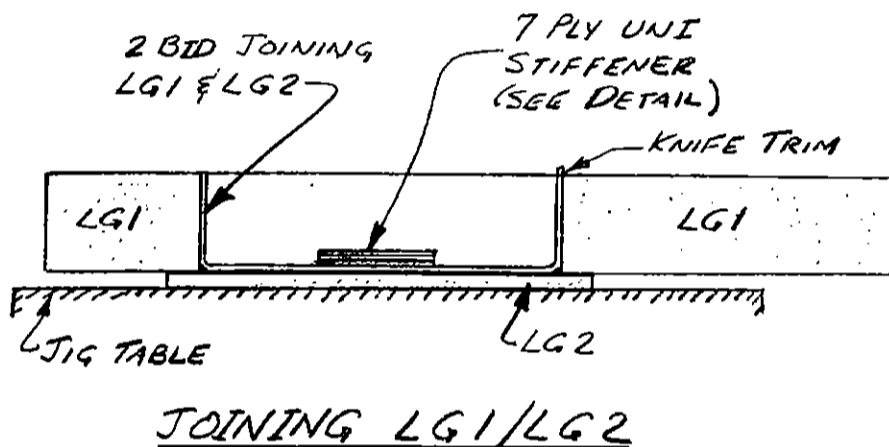 2 BID JOINING
LG1 & LG2
7 PLY UNI
STIFFENER
(SEE DETAIL)
KNIFE TRIM
LG1
LG1
JIG TABLE
LG2
JOINING LG1/LG2